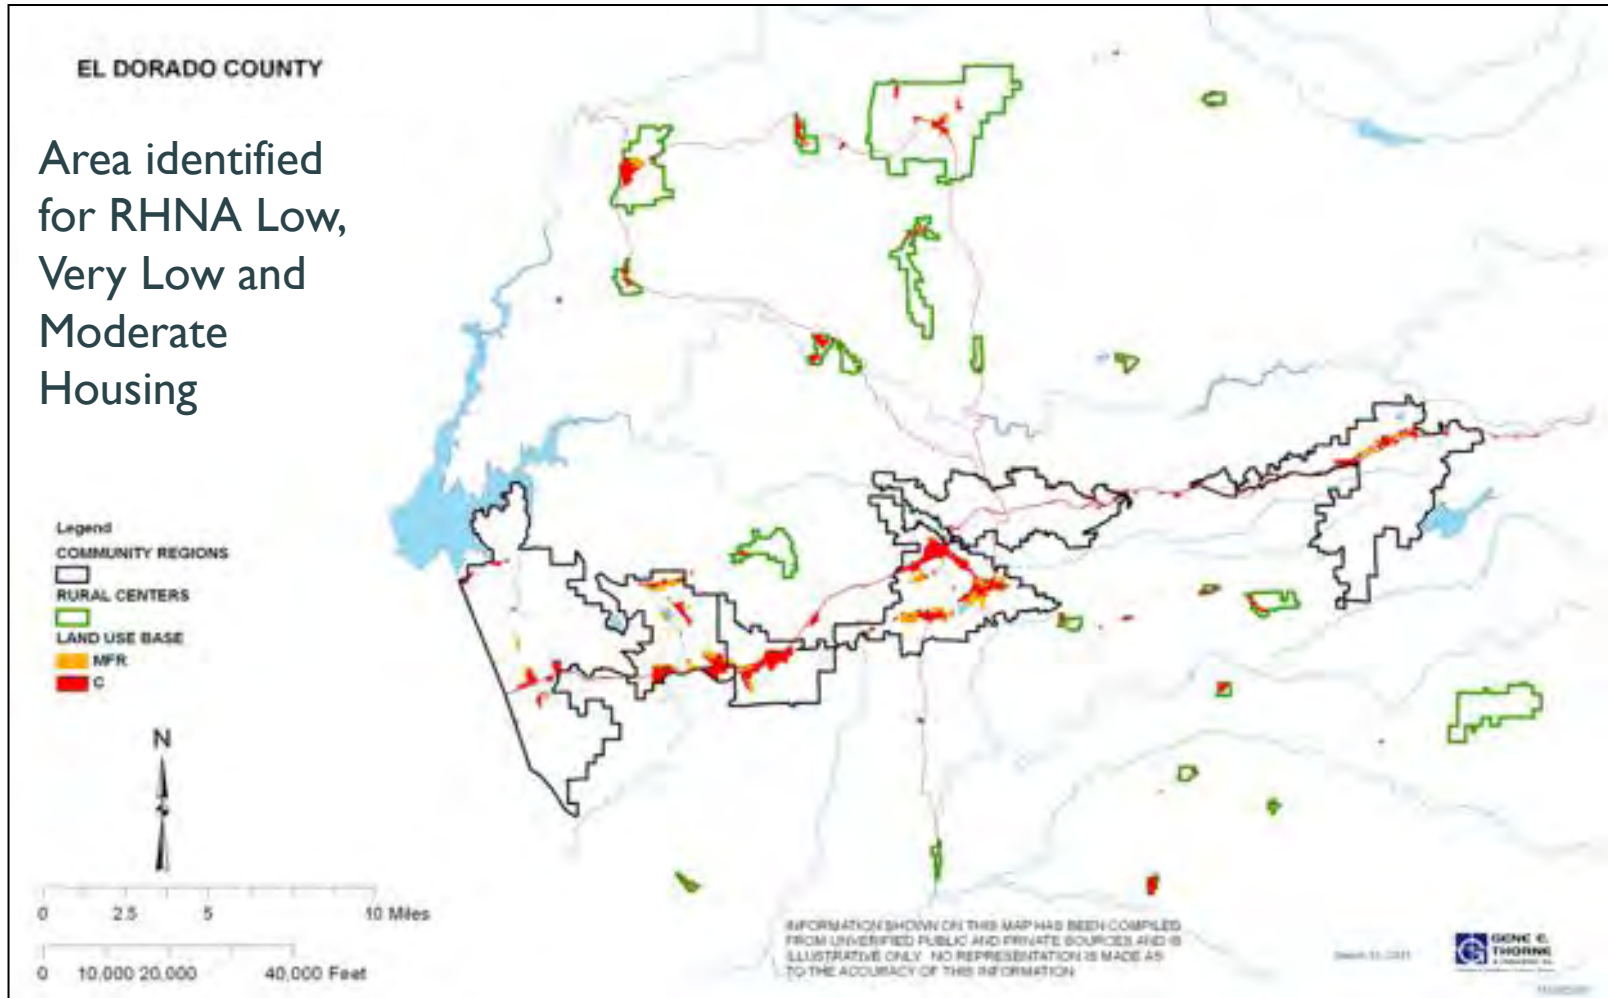 EL DORADO COUNTY
Area identified
for RHNA Low,
Very Low and
Moderate
Housing
Legend
COMMUNITY REGIONS
RURAL CENTERS
LAND USE BASE
MFR
C
N
0 2.5 5 10 Miles
0 10,000 20,000 40,000 Feet
INFORMATION SHOWN ON THIS MAP HAS BEEN COMPILED
FROM UNVERIFIED PUBLIC AND PRIVATE SOURCES AND IS
ILLUSTRATIVE ONLY. NO REPRESENTATION IS MADE AS
TO THE ACCURACY OF THIS INFORMATION
GENE E.
THORNE